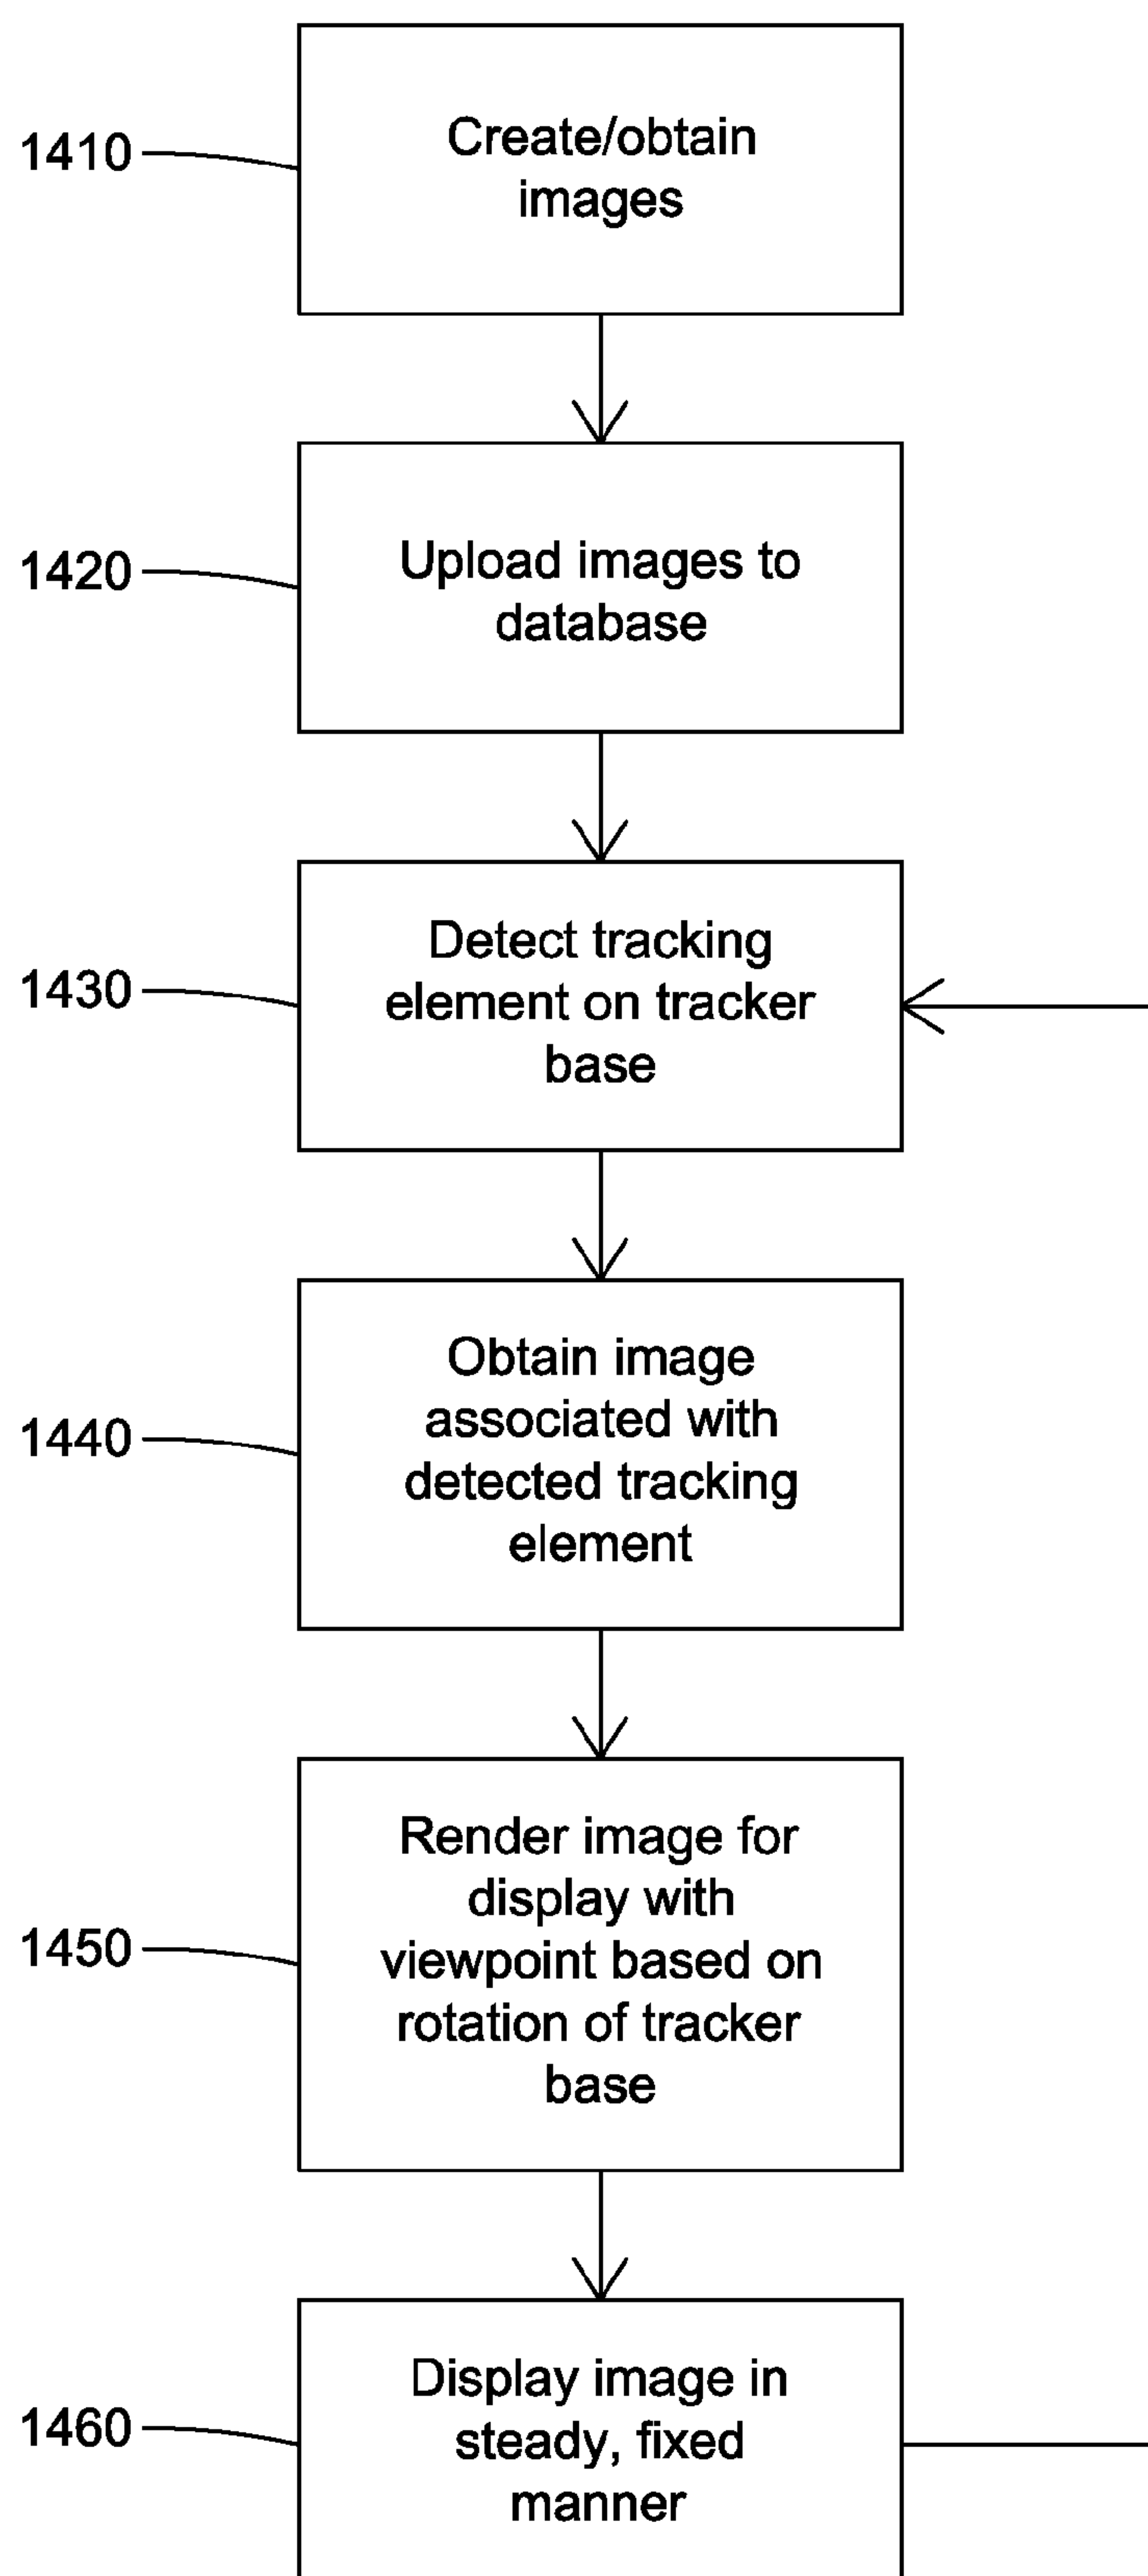 1410
Create/obtain
images
1420
Upload images to
database
1430
Detect tracking
element on tracker
base
1440
Obtain image
associated with
detected tracking
element
1450
Render image for
display with
viewpoint based on
rotation of tracker
base
1460
Display image in
steady, fixed
manner